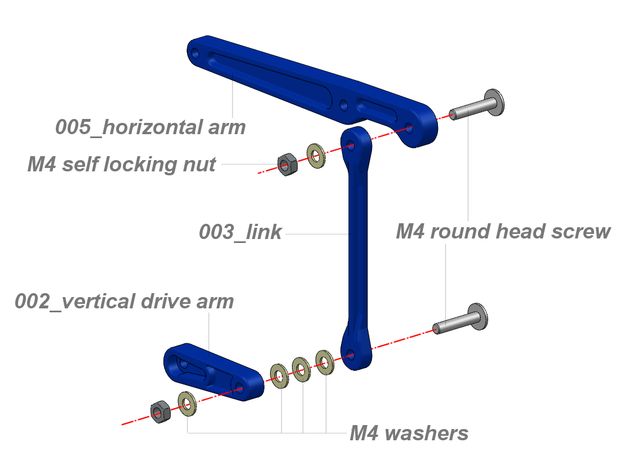 005_horizontal arm
M4 self locking nut
003_link
M4 round head screw
002_vertical drive arm
M4 washers